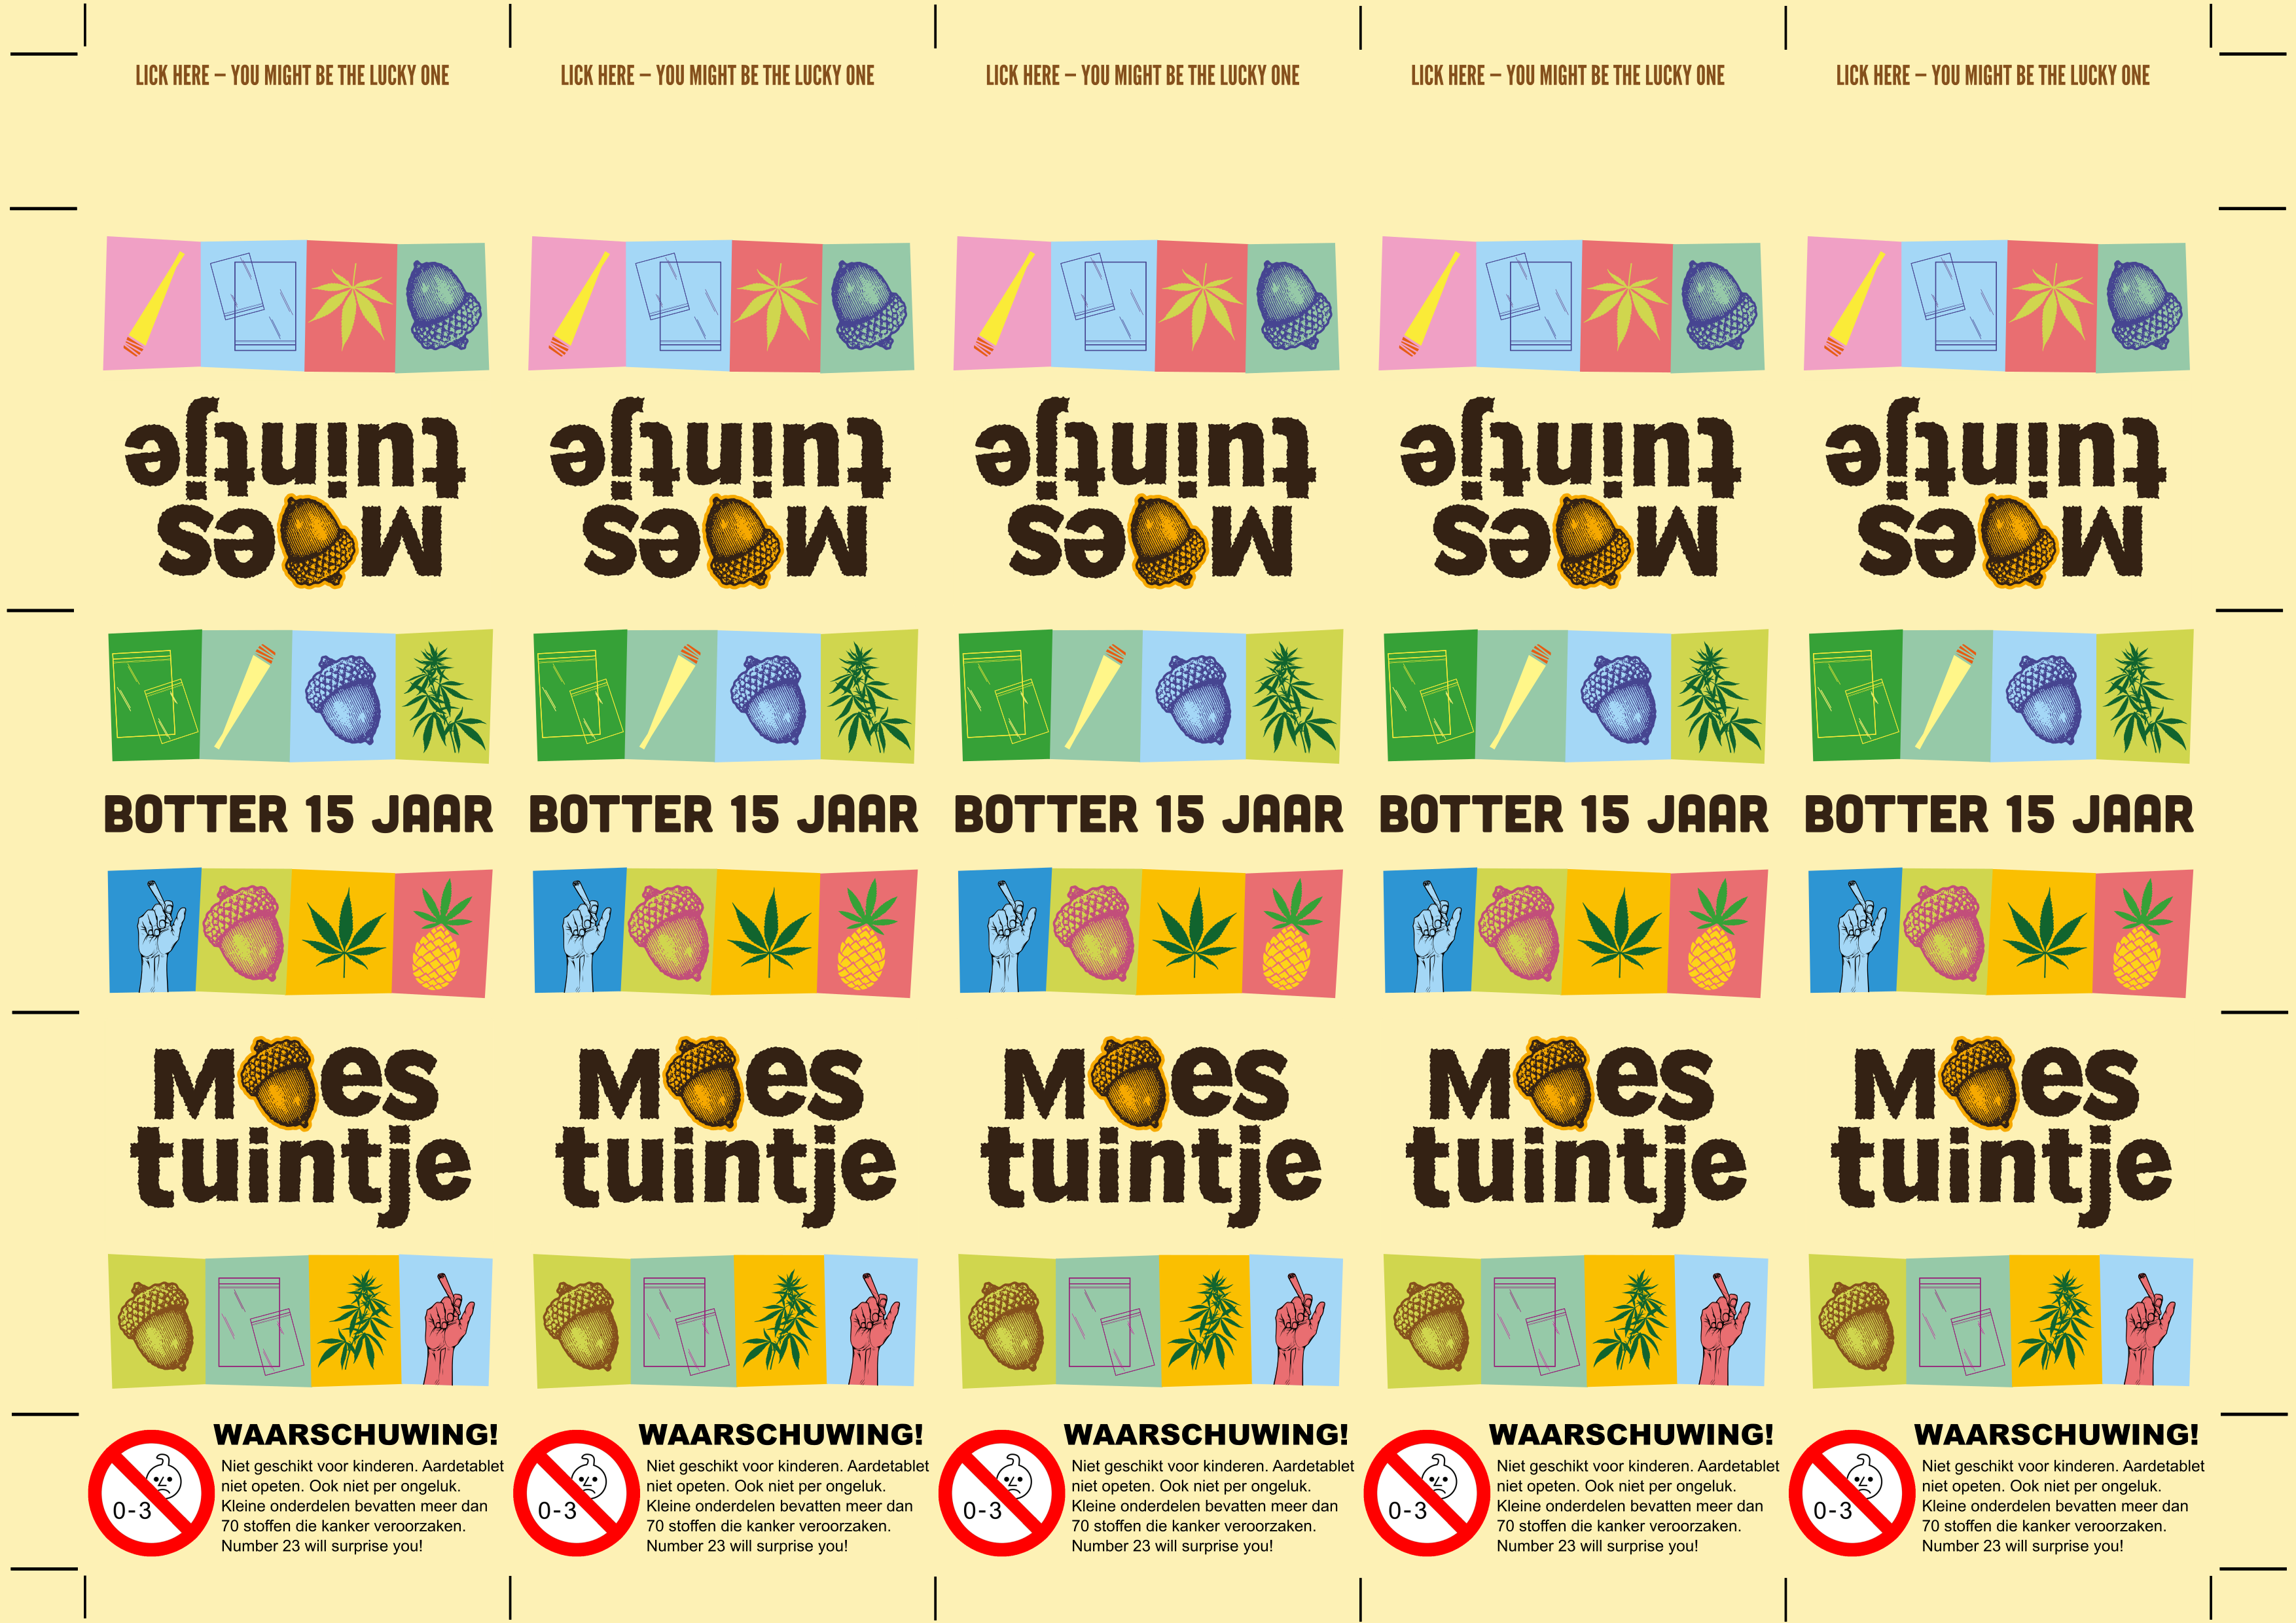 LICK HERE – YOU MIGHT BE THE LUCKY ONE
LICK HERE – YOU MIGHT BE THE LUCKY ONE
LICK HERE – YOU MIGHT BE THE LUCKY ONE
LICK HERE – YOU MIGHT BE THE LUCKY ONE
LICK HERE – YOU MIGHT BE THE LUCKY ONE
Moes
tuintje
Moes
tuintje
Moes
tuintje
Moes
tuintje
Moes
tuintje
BOTTER 15 JAAR
BOTTER 15 JAAR
BOTTER 15 JAAR
BOTTER 15 JAAR
BOTTER 15 JAAR
Moes
tuintje
Moes
tuintje
Moes
tuintje
Moes
tuintje
Moes
tuintje
0-3
WAARSCHUWING!
Niet geschikt voor kinderen. Aardetablet
niet opeten. Ook niet per ongeluk.
Kleine onderdelen bevatten meer dan
70 stoffen die kanker veroorzaken.
Number 23 will surprise you!
0-3
WAARSCHUWING!
Niet geschikt voor kinderen. Aardetablet
niet opeten. Ook niet per ongeluk.
Kleine onderdelen bevatten meer dan
70 stoffen die kanker veroorzaken.
Number 23 will surprise you!
0-3
WAARSCHUWING!
Niet geschikt voor kinderen. Aardetablet
niet opeten. Ook niet per ongeluk.
Kleine onderdelen bevatten meer dan
70 stoffen die kanker veroorzaken.
Number 23 will surprise you!
0-3
WAARSCHUWING!
Niet geschikt voor kinderen. Aardetablet
niet opeten. Ook niet per ongeluk.
Kleine onderdelen bevatten meer dan
70 stoffen die kanker veroorzaken.
Number 23 will surprise you!
0-3
WAARSCHUWING!
Niet geschikt voor kinderen. Aardetablet
niet opeten. Ook niet per ongeluk.
Kleine onderdelen bevatten meer dan
70 stoffen die kanker veroorzaken.
Number 23 will surprise you!